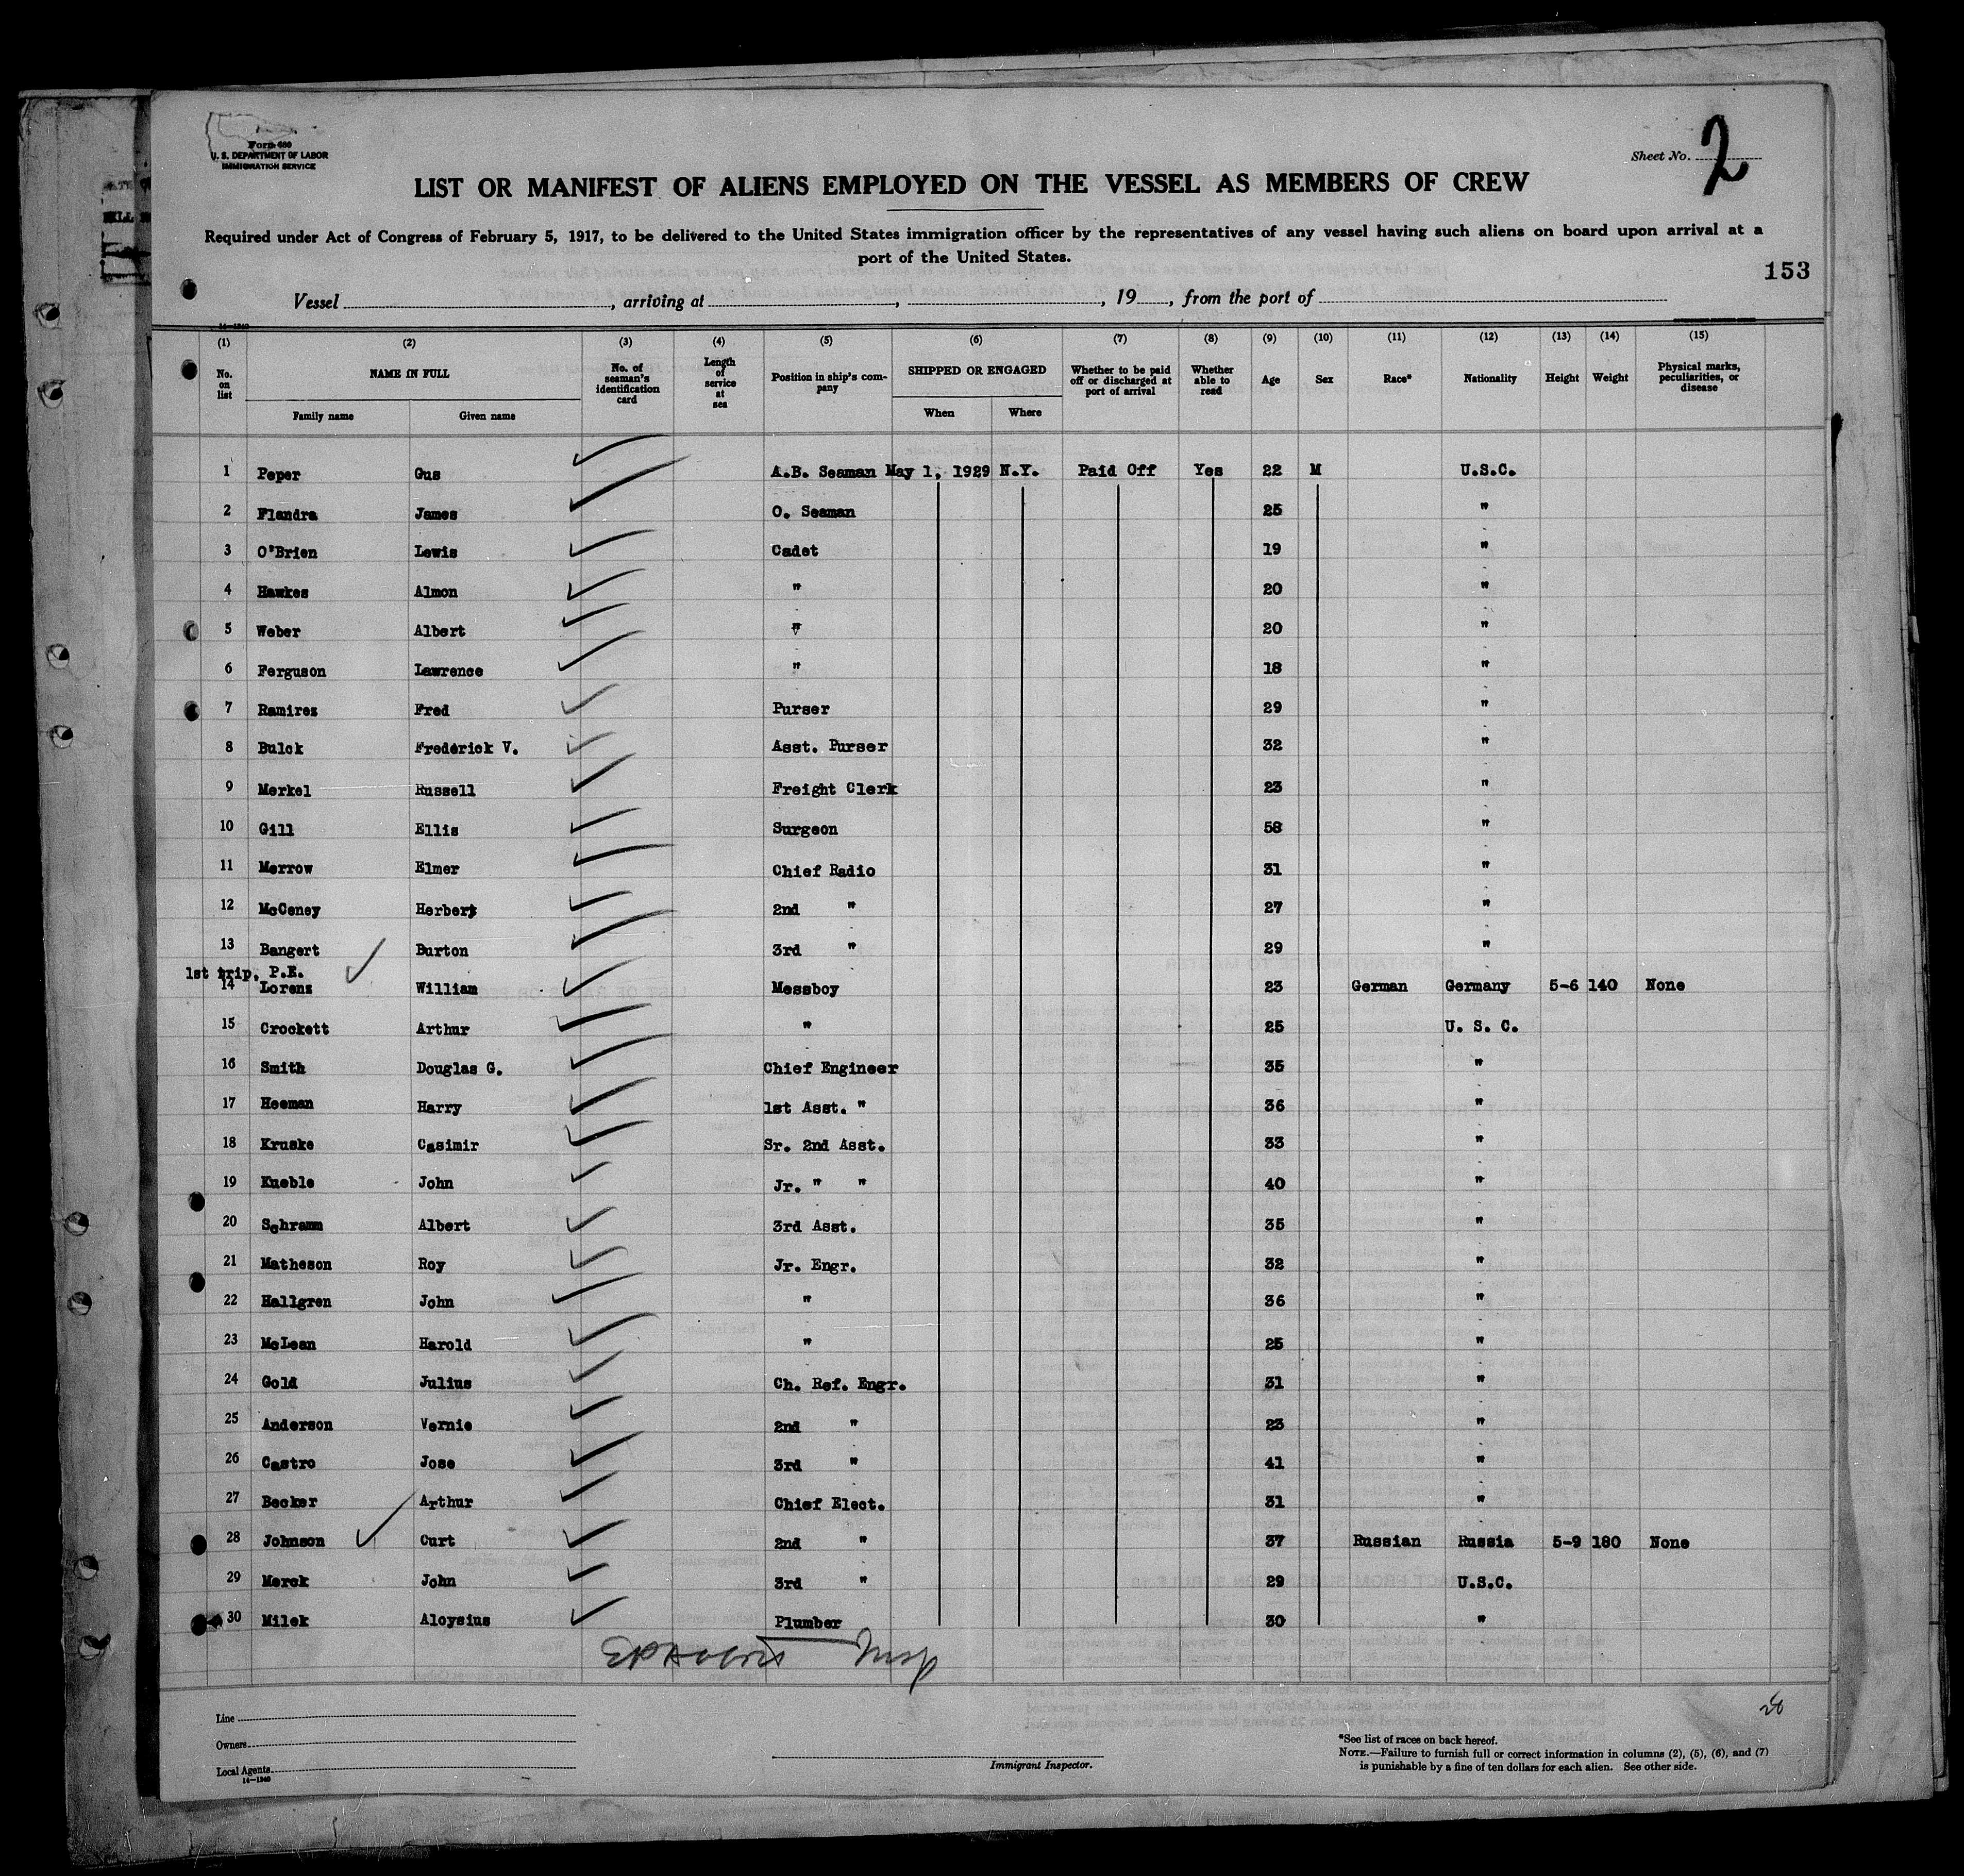 Form 680
U. S. DEPARTMENT OF LABOR
IMMIGRATION SERVICE
Sheet No. 2
LIST OR MANIFEST OF ALIENS EMPLOYED ON THE VESSEL AS MEMBERS OF CREW
Required under Act of Congress of February 5, 1917, to be delivered to the United States immigration officer by the representatives of any vessel having such aliens on board upon arrival at a
port of the United States.
153
Vessel , arriving at , , 19 , from the port of
14—1240
(1) (2) (3) (4) (5) (6) (7) (8) (9) (10) (11) (12) (13) (14) (15)
No. on list NAME IN FULL Family name Given name No. of seaman's identification card Length of service at sea Position in ship's company SHIPPED OR ENGAGED When Where Whether to be paid off or discharged at port of arrival Whether able to read Age Sex Race* Nationality Height Weight Physical marks, peculiarities, or disease
1 Peper Gus A.B. Seaman May 1, 1929 N.Y. Paid Off Yes 22 M U.S.C.
2 Flandra James O. Seaman 25 "
3 O'Brien Lewis Cadet 19 "
4 Hawkes Almon " 20 "
5 Weber Albert " 20 "
6 Ferguson Lawrence " 18 "
7 Ramirez Fred Purser 29 "
8 Bulck Frederick V. Asst. Purser 32 "
9 Merkel Russell Freight Clerk 23 "
10 Gill Ellis Surgeon 58 "
11 Merrow Elmer Chief Radio 31 "
12 McCeney Herbert 2nd " 27 "
13 Bangert Burton 3rd " 29 "
1st trip, P.E.
14 Lorenz William Messboy 23 German Germany 5-6 140 None
15 Crockett Arthur " 25 U. S. C.
16 Smith Douglas G. Chief Engineer 35 "
17 Heeman Harry 1st Asst. " 36 "
18 Kruske Casimir Sr. 2nd Asst. 33 "
19 Kueble John Jr. " " 40 "
20 Schramm Albert 3rd Asst. 35 "
21 Matheson Roy Jr. Engr. 32 "
22 Hallgren John " 36 "
23 McLean Harold " 25 "
24 Gold Julius Ch. Ref. Engr. 31 "
25 Anderson Vernie 2nd " 23 "
26 Castro Jose 3rd " 41 "
27 Becker Arthur Chief Elect. 31 "
28 Johnson Curt 2nd " 37 Russian Russia 5-9 180 None
29 Merck John 3rd " 29 U.S.C.
30 Milek Aloysius Plumber 30 "
Line
Owners
Local Agents
14—1240
Immigrant Inspector.
*See list of races on back hereof.
NOTE.—Failure to furnish full or correct information in columns (2), (5), (6), and (7)
is punishable by a fine of ten dollars for each alien. See other side.